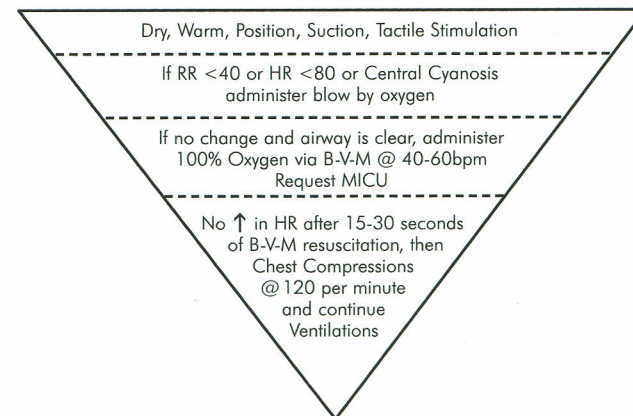 Dry, Warm, Position, Suction, Tactile Stimulation
If RR <40 or HR <80 or Central Cyanosis
administer blow by oxygen
If no change and airway is clear, administer
100% Oxygen via B-V-M @ 40-60bpm
Request MICU
No ↑ in HR after 15-30 seconds
of B-V-M resuscitation, then
Chest Compressions
@ 120 per minute
and continue
Ventilations